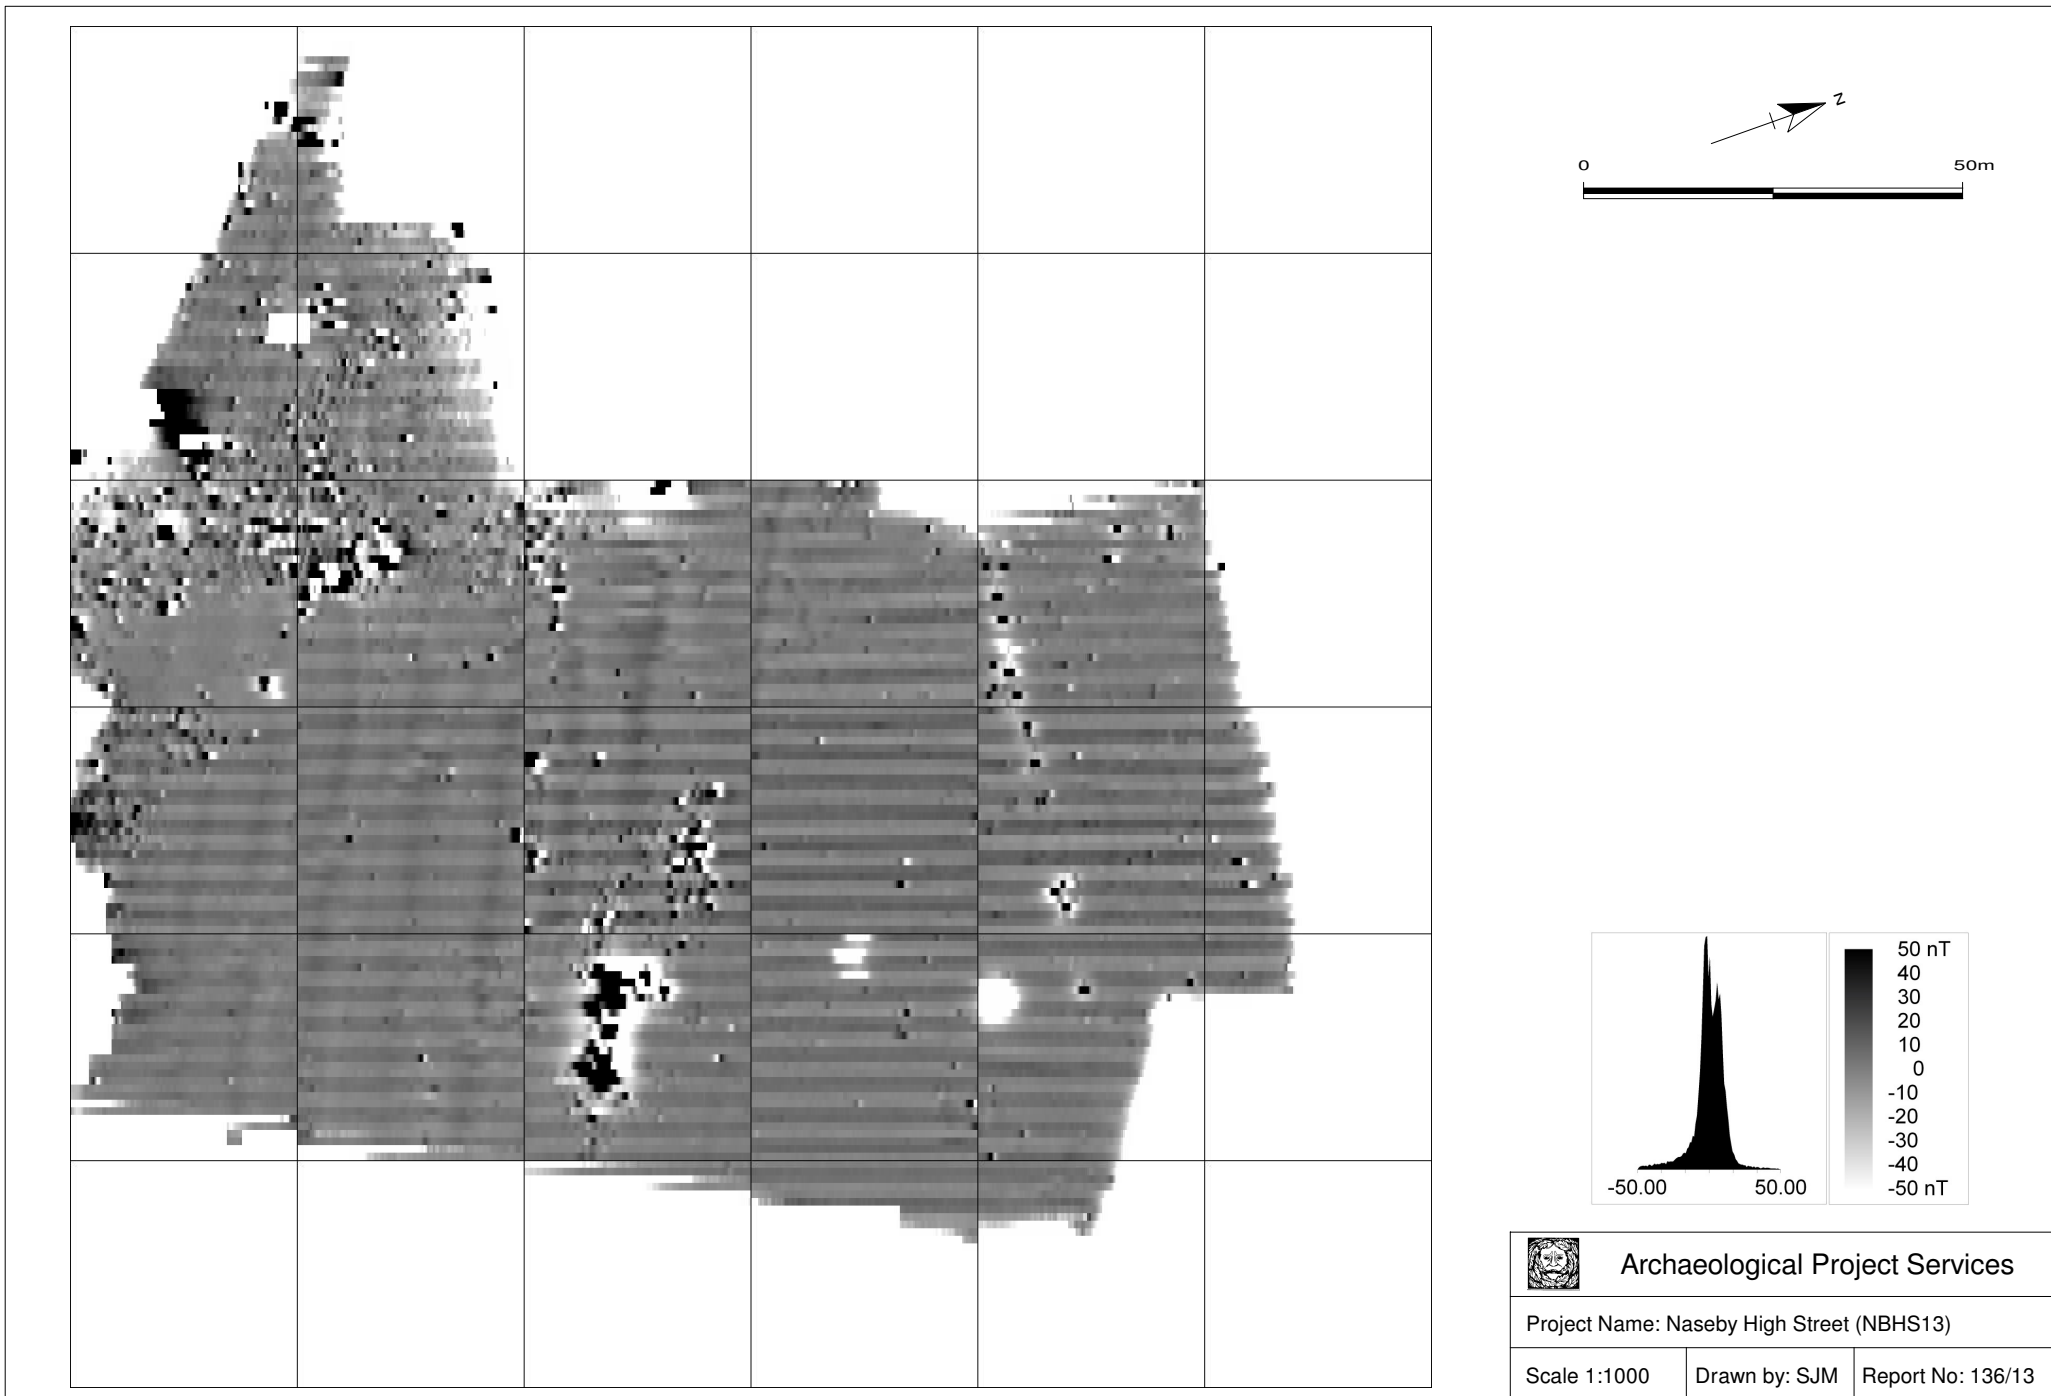 Z
0 50m
50 nT
40
30
20
10
0
-10
-20
-30
-40
-50 nT
-50.00 50.00
Archaeological Project Services
Project Name: Naseby High Street (NBHS13)
Scale 1:1000 Drawn by: SJM Report No: 136/13